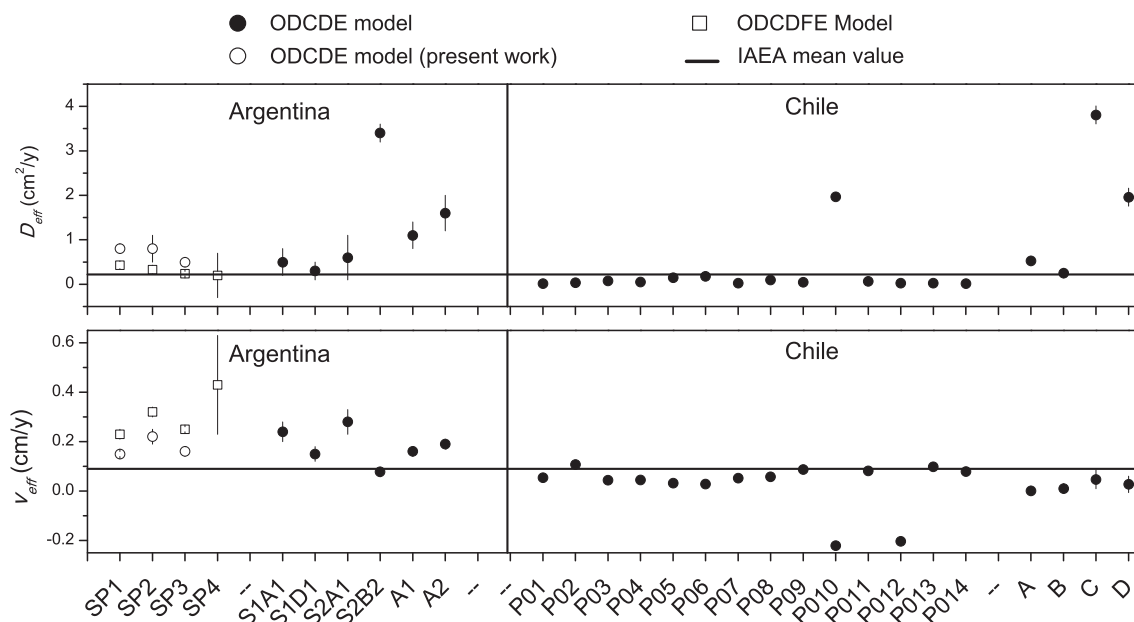 ODCDE model
ODCDFE Model
ODCDE model (present work)
IAEA mean value
Argentina
Chile
D_eff (cm²/y)
4
3
2
1
0
Argentina
Chile
v_eff (cm/y)
0.6
0.4
0.2
0.0
-0.2
SP1 SP2 SP3 SP4 -- S1A1 S1D1 S2A1 S2B2 A1 A2 -- -- P01 P02 P03 P04 P05 P06 P07 P08 P09 P010 P011 P012 P013 P014 -- A B C D